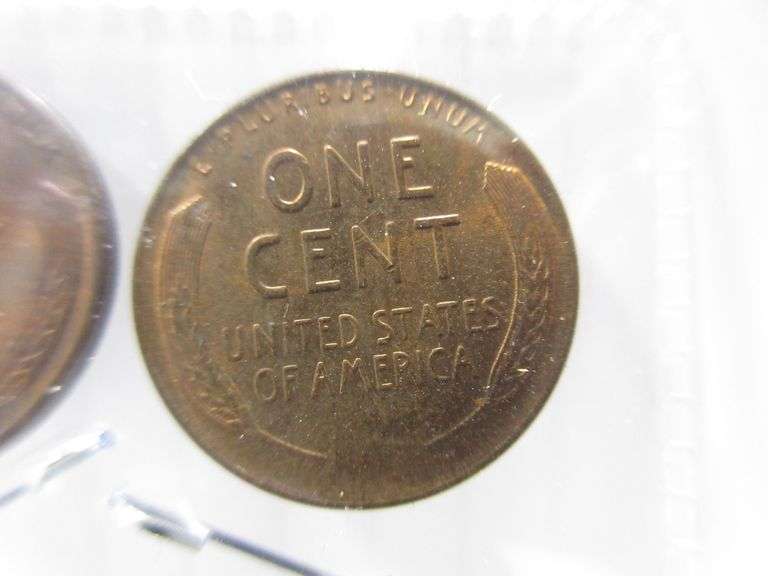 E·PLURIBUS·UNUM
ONE
CENT
UNITED STATES
OF AMERICA